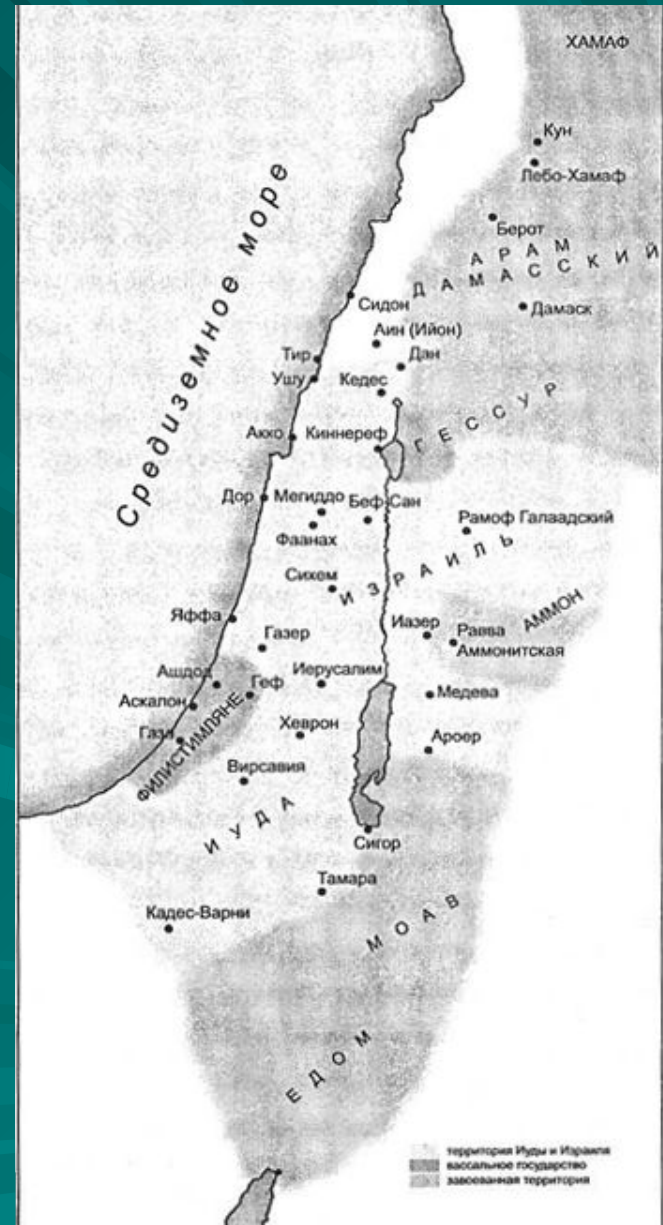 ХАМАФ
Кун
Лебо-Хамаф
Берот
АРАМ
ДАМАССКИЙ
Средиземное море
Сидон
Дамаск
Аин (Ийон)
Тир
Дан
Ушу
Кедес
ГЕССУР
Акхо
Киннереф
Дор
Мегиддо
Беф-Сан
Фаанах
Рамоф Галаадский
ИЗРАИЛЬ
Сихем
АММОН
Яффа
Иазер
Равва
Аммонитская
Газер
Ашдод
Геф
Иерусалим
Медева
Аскалон
Газа
ФИЛИСТИМЛЯНЕ
Хеврон
Ароер
Вирсавия
ИУДА
Сигор
Тамара
МОАВ
Кадес-Варни
ЕДОМ
территория Иуды и Израиля
вассальное государство
завоеванная территория